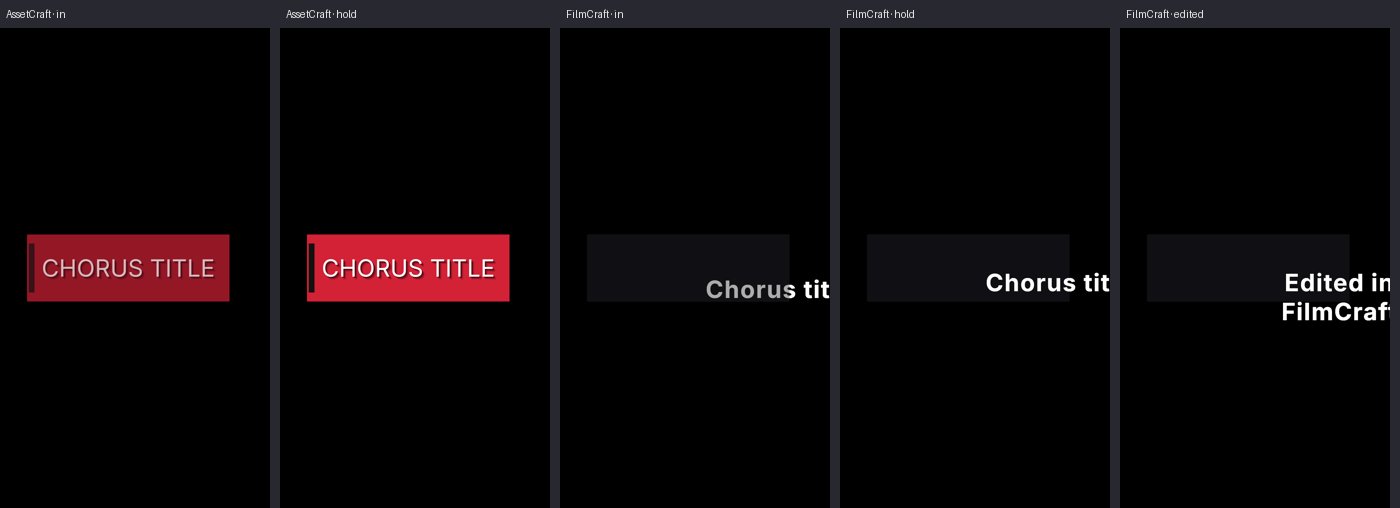 AssetCraft · in
AssetCraft · hold
FilmCraft · in
FilmCraft · hold
FilmCraft · edited
CHORUS TITLE
CHORUS TITLE
Chorus tit
Chorus tit
Edited in
FilmCraft